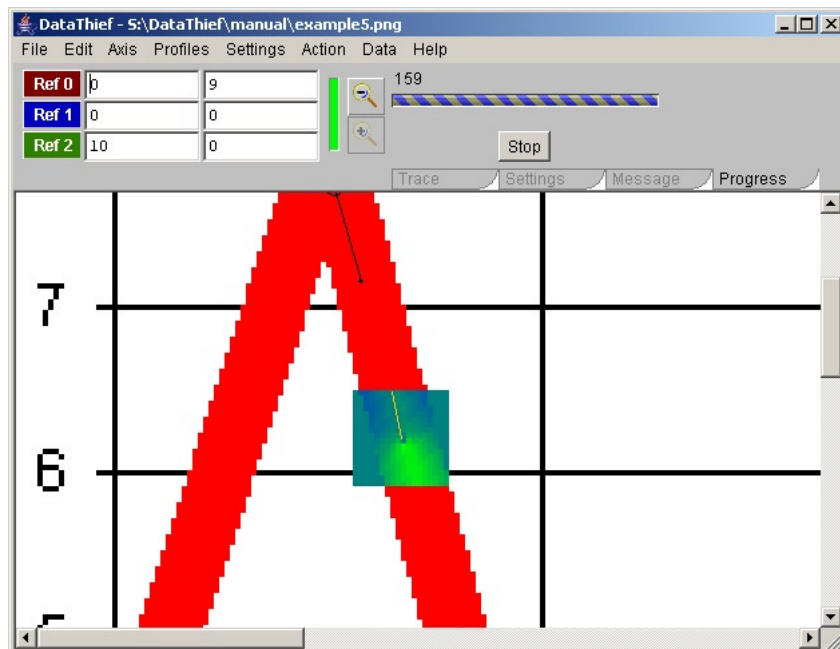 DataThief - S:\DataThief\manual\example5.png
File Edit Axis Profiles Settings Action Data Help
Ref 0 0 9
159
Ref 1 0 0
Ref 2 10 0
Stop
Trace Settings Message Progress
7
6